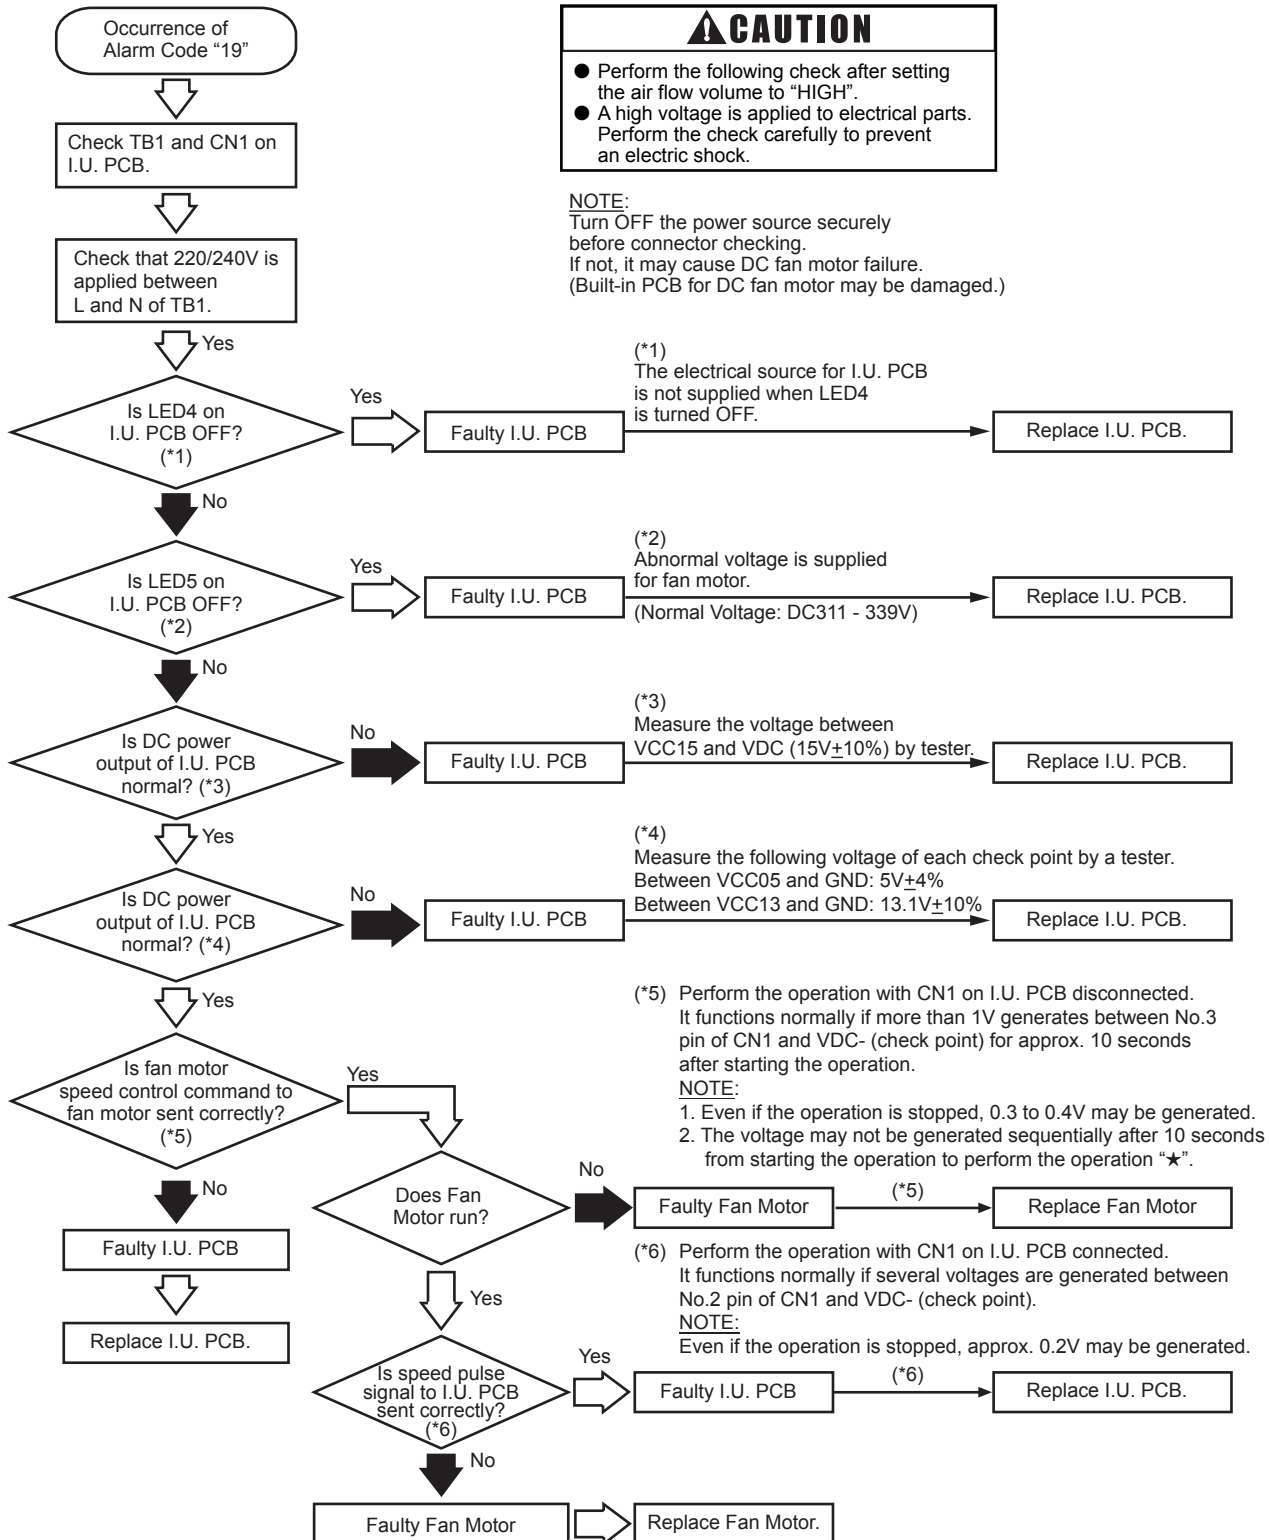 Occurrence of
Alarm Code “19”
CAUTION
● Perform the following check after setting
the air flow volume to “HIGH”.
● A high voltage is applied to electrical parts.
Perform the check carefully to prevent
an electric shock.
Check TB1 and CN1 on
I.U. PCB.
NOTE:
Turn OFF the power source securely
before connector checking.
If not, it may cause DC fan motor failure.
(Built-in PCB for DC fan motor may be damaged.)
Check that 220/240V is
applied between
L and N of TB1.
Yes
Is LED4 on
I.U. PCB OFF?
(*1)
Yes
Faulty I.U. PCB
(*1)
The electrical source for I.U. PCB
is not supplied when LED4
is turned OFF.
Replace I.U. PCB.
No
Is LED5 on
I.U. PCB OFF?
(*2)
Yes
Faulty I.U. PCB
(*2)
Abnormal voltage is supplied
for fan motor.
(Normal Voltage: DC311 - 339V)
Replace I.U. PCB.
No
Is DC power
output of I.U. PCB
normal? (*3)
No
Faulty I.U. PCB
(*3)
Measure the voltage between
VCC15 and VDC (15V±10%) by tester.
Replace I.U. PCB.
Yes
Is DC power
output of I.U. PCB
normal? (*4)
No
Faulty I.U. PCB
(*4)
Measure the following voltage of each check point by a tester.
Between VCC05 and GND: 5V±4%
Between VCC13 and GND: 13.1V±10%
Replace I.U. PCB.
Yes
Is fan motor
speed control command to
fan motor sent correctly?
(*5)
Yes
(*5) Perform the operation with CN1 on I.U. PCB disconnected.
It functions normally if more than 1V generates between No.3
pin of CN1 and VDC- (check point) for approx. 10 seconds
after starting the operation.
NOTE:
1. Even if the operation is stopped, 0.3 to 0.4V may be generated.
2. The voltage may not be generated sequentially after 10 seconds
from starting the operation to perform the operation “★”.
No
Faulty I.U. PCB
Replace I.U. PCB.
Does Fan
Motor run?
No
Faulty Fan Motor
(*5)
Replace Fan Motor
Yes
(*6) Perform the operation with CN1 on I.U. PCB connected.
It functions normally if several voltages are generated between
No.2 pin of CN1 and VDC- (check point).
NOTE:
Even if the operation is stopped, approx. 0.2V may be generated.
Is speed pulse
signal to I.U. PCB
sent correctly?
(*6)
Yes
Faulty I.U. PCB
(*6)
Replace I.U. PCB.
No
Faulty Fan Motor
Replace Fan Motor.